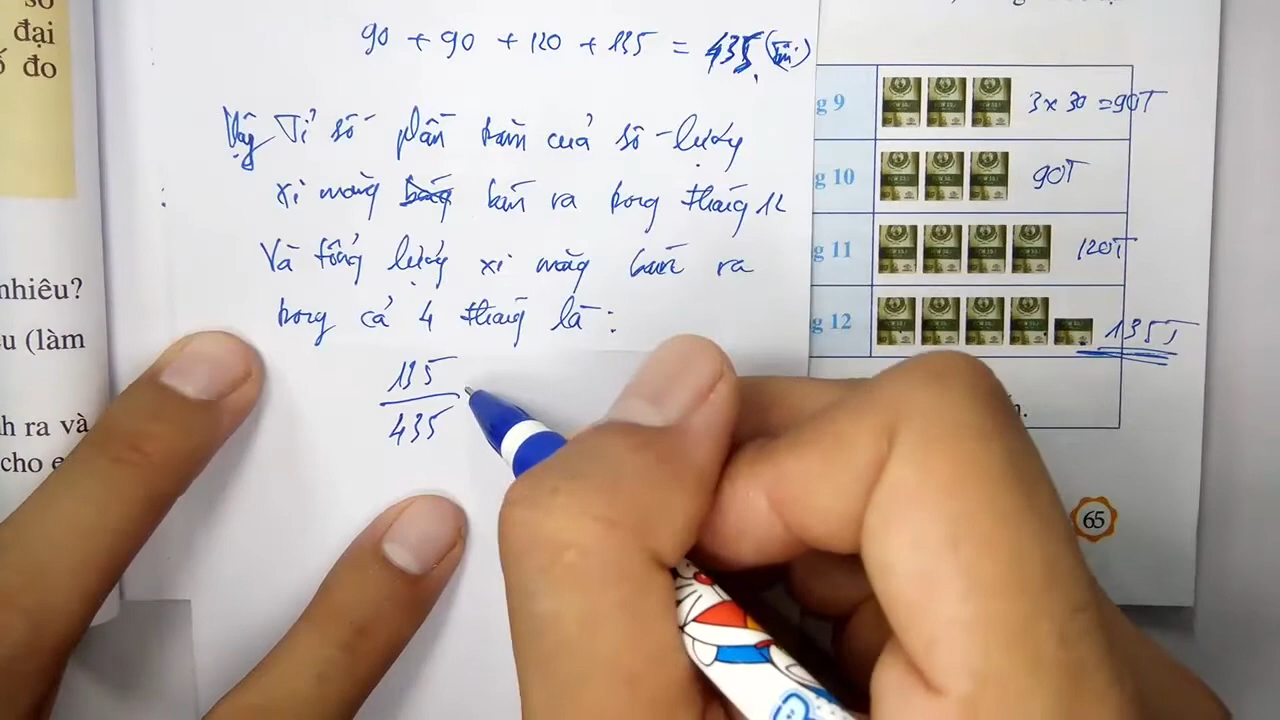 số
đại
ố đo
nhiêu?
u (làm
h ra và
cho e
90 + 90 + 120 + 135 = 435 (Tấn)
Vậy Tỉ số phần trăm của số lượng
xi măng bán ra trong tháng 12
Và tổng lượng xi măng bán ra
trong cả 4 tháng là :
135
435
g 9 3 x 30 = 90T
g 10 90T
g 11 120T
g 12 135T
65